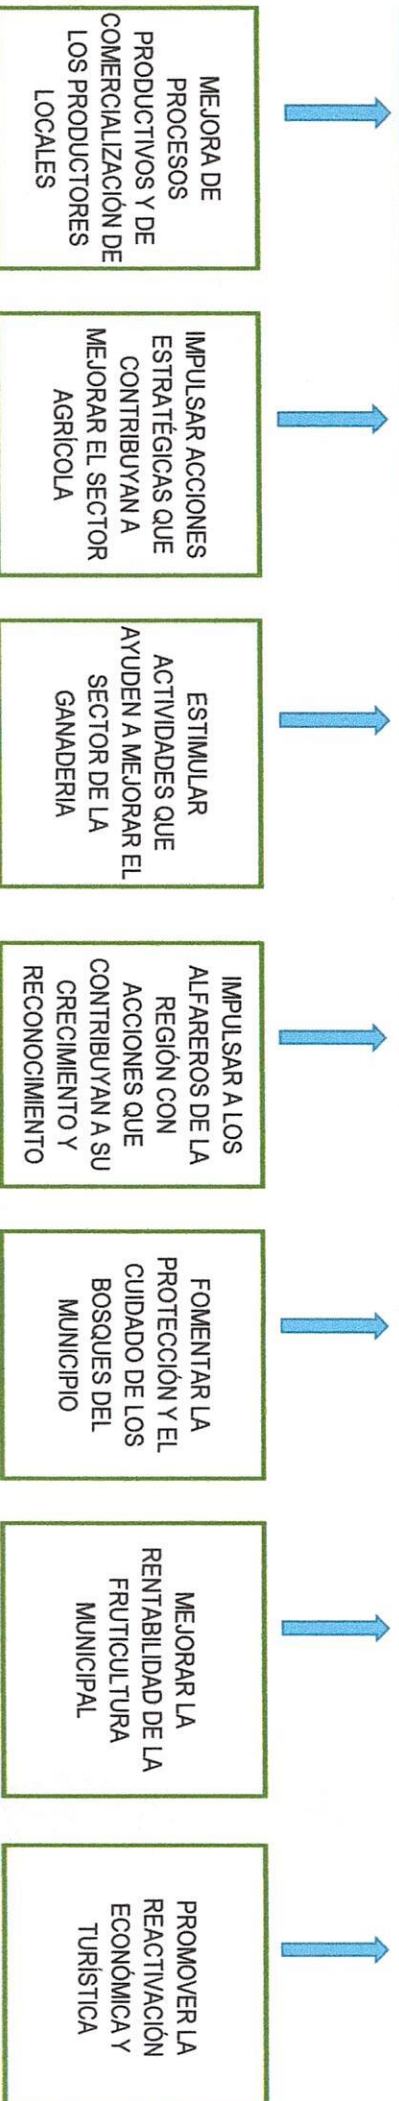 MEJORA DE
PROCESOS
PRODUCTIVOS Y DE
COMERCIALIZACIÓN DE
LOS PRODUCTORES
LOCALES
IMPULSAR ACCIONES
ESTRATÉGICAS QUE
CONTRIBUYAN A
MEJORAR EL SECTOR
AGRÍCOLA
ESTIMULAR
ACTIVIDADES QUE
AYUDEN A MEJORAR EL
SECTOR DE LA
GANADERIA
IMPULSAR A LOS
ALFAREROS DE LA
REGIÓN CON
ACCIONES QUE
CONTRIBUYAN A SU
CRECIMIENTO Y
RECONOCIMIENTO
FOMENTAR LA
PROTECCIÓN Y EL
CUIDADO DE LOS
BOSQUES DEL
MUNICIPIO
MEJORAR LA
RENTABILIDAD DE LA
FRUTICULTURA
MUNICIPAL
PROMOVER LA
REACTIVACIÓN
ECONÓMICA Y
TURÍSTICA